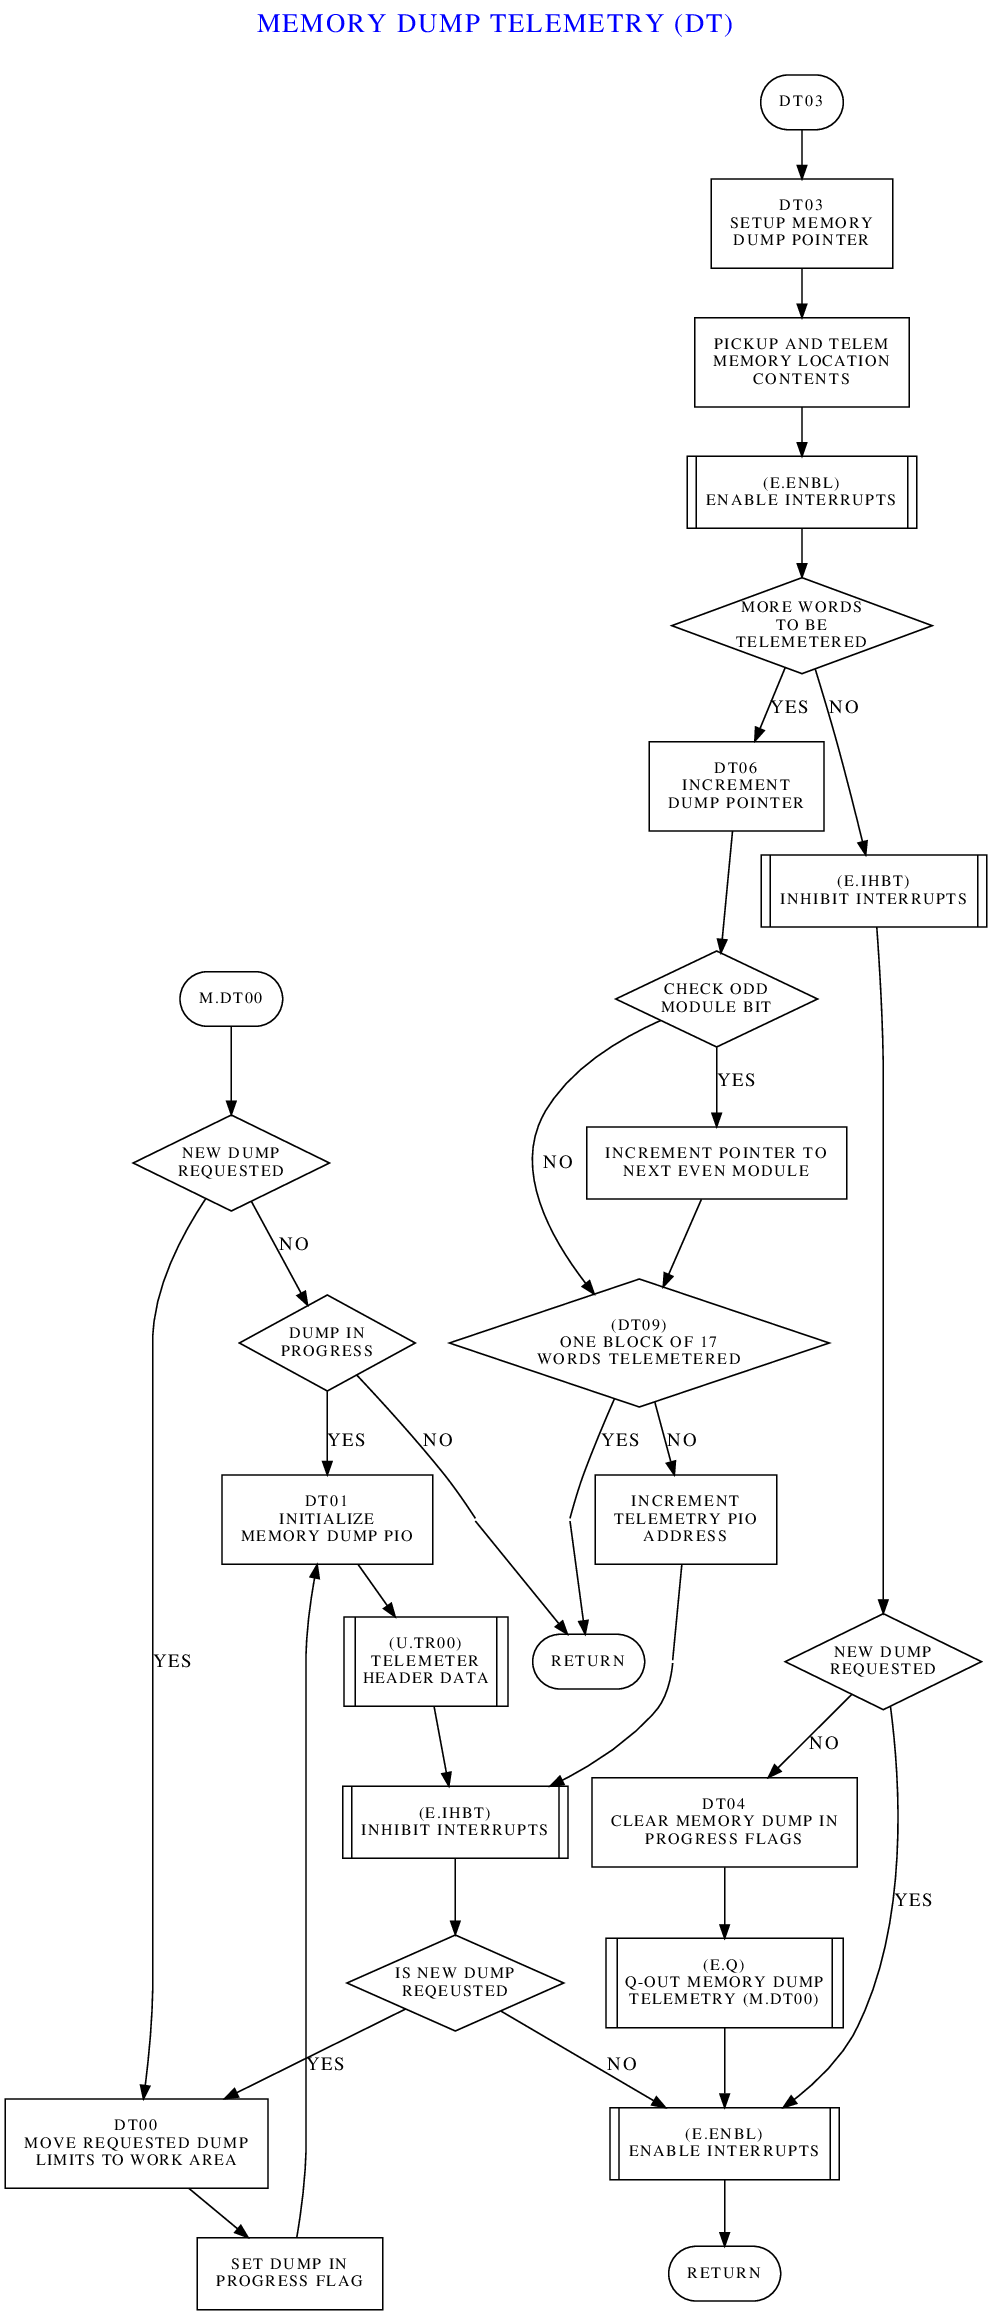 MEMORY DUMP TELEMETRY (DT)
DT03
DT03
SETUP MEMORY
DUMP POINTER
PICKUP AND TELEM
MEMORY LOCATION
CONTENTS
(E.ENBL)
ENABLE INTERRUPTS
MORE WORDS
TO BE
TELEMETERED
YES
NO
DT06
INCREMENT
DUMP POINTER
(E.IHBT)
INHIBIT INTERRUPTS
M.DT00
CHECK ODD
MODULE BIT
YES
NEW DUMP
REQUESTED
NO
INCREMENT POINTER TO
NEXT EVEN MODULE
NO
DUMP IN
PROGRESS
(DT09)
ONE BLOCK OF 17
WORDS TELEMETERED
YES
NO
YES
NO
DT01
INITIALIZE
MEMORY DUMP PIO
INCREMENT
TELEMETRY PIO
ADDRESS
YES
(U.TR00)
TELEMETER
HEADER DATA
RETURN
NEW DUMP
REQUESTED
NO
(E.IHBT)
INHIBIT INTERRUPTS
DT04
CLEAR MEMORY DUMP IN
PROGRESS FLAGS
YES
IS NEW DUMP
REQEUSTED
(E.Q)
Q-OUT MEMORY DUMP
TELEMETRY (M.DT00)
YES
NO
DT00
MOVE REQUESTED DUMP
LIMITS TO WORK AREA
(E.ENBL)
ENABLE INTERRUPTS
SET DUMP IN
PROGRESS FLAG
RETURN